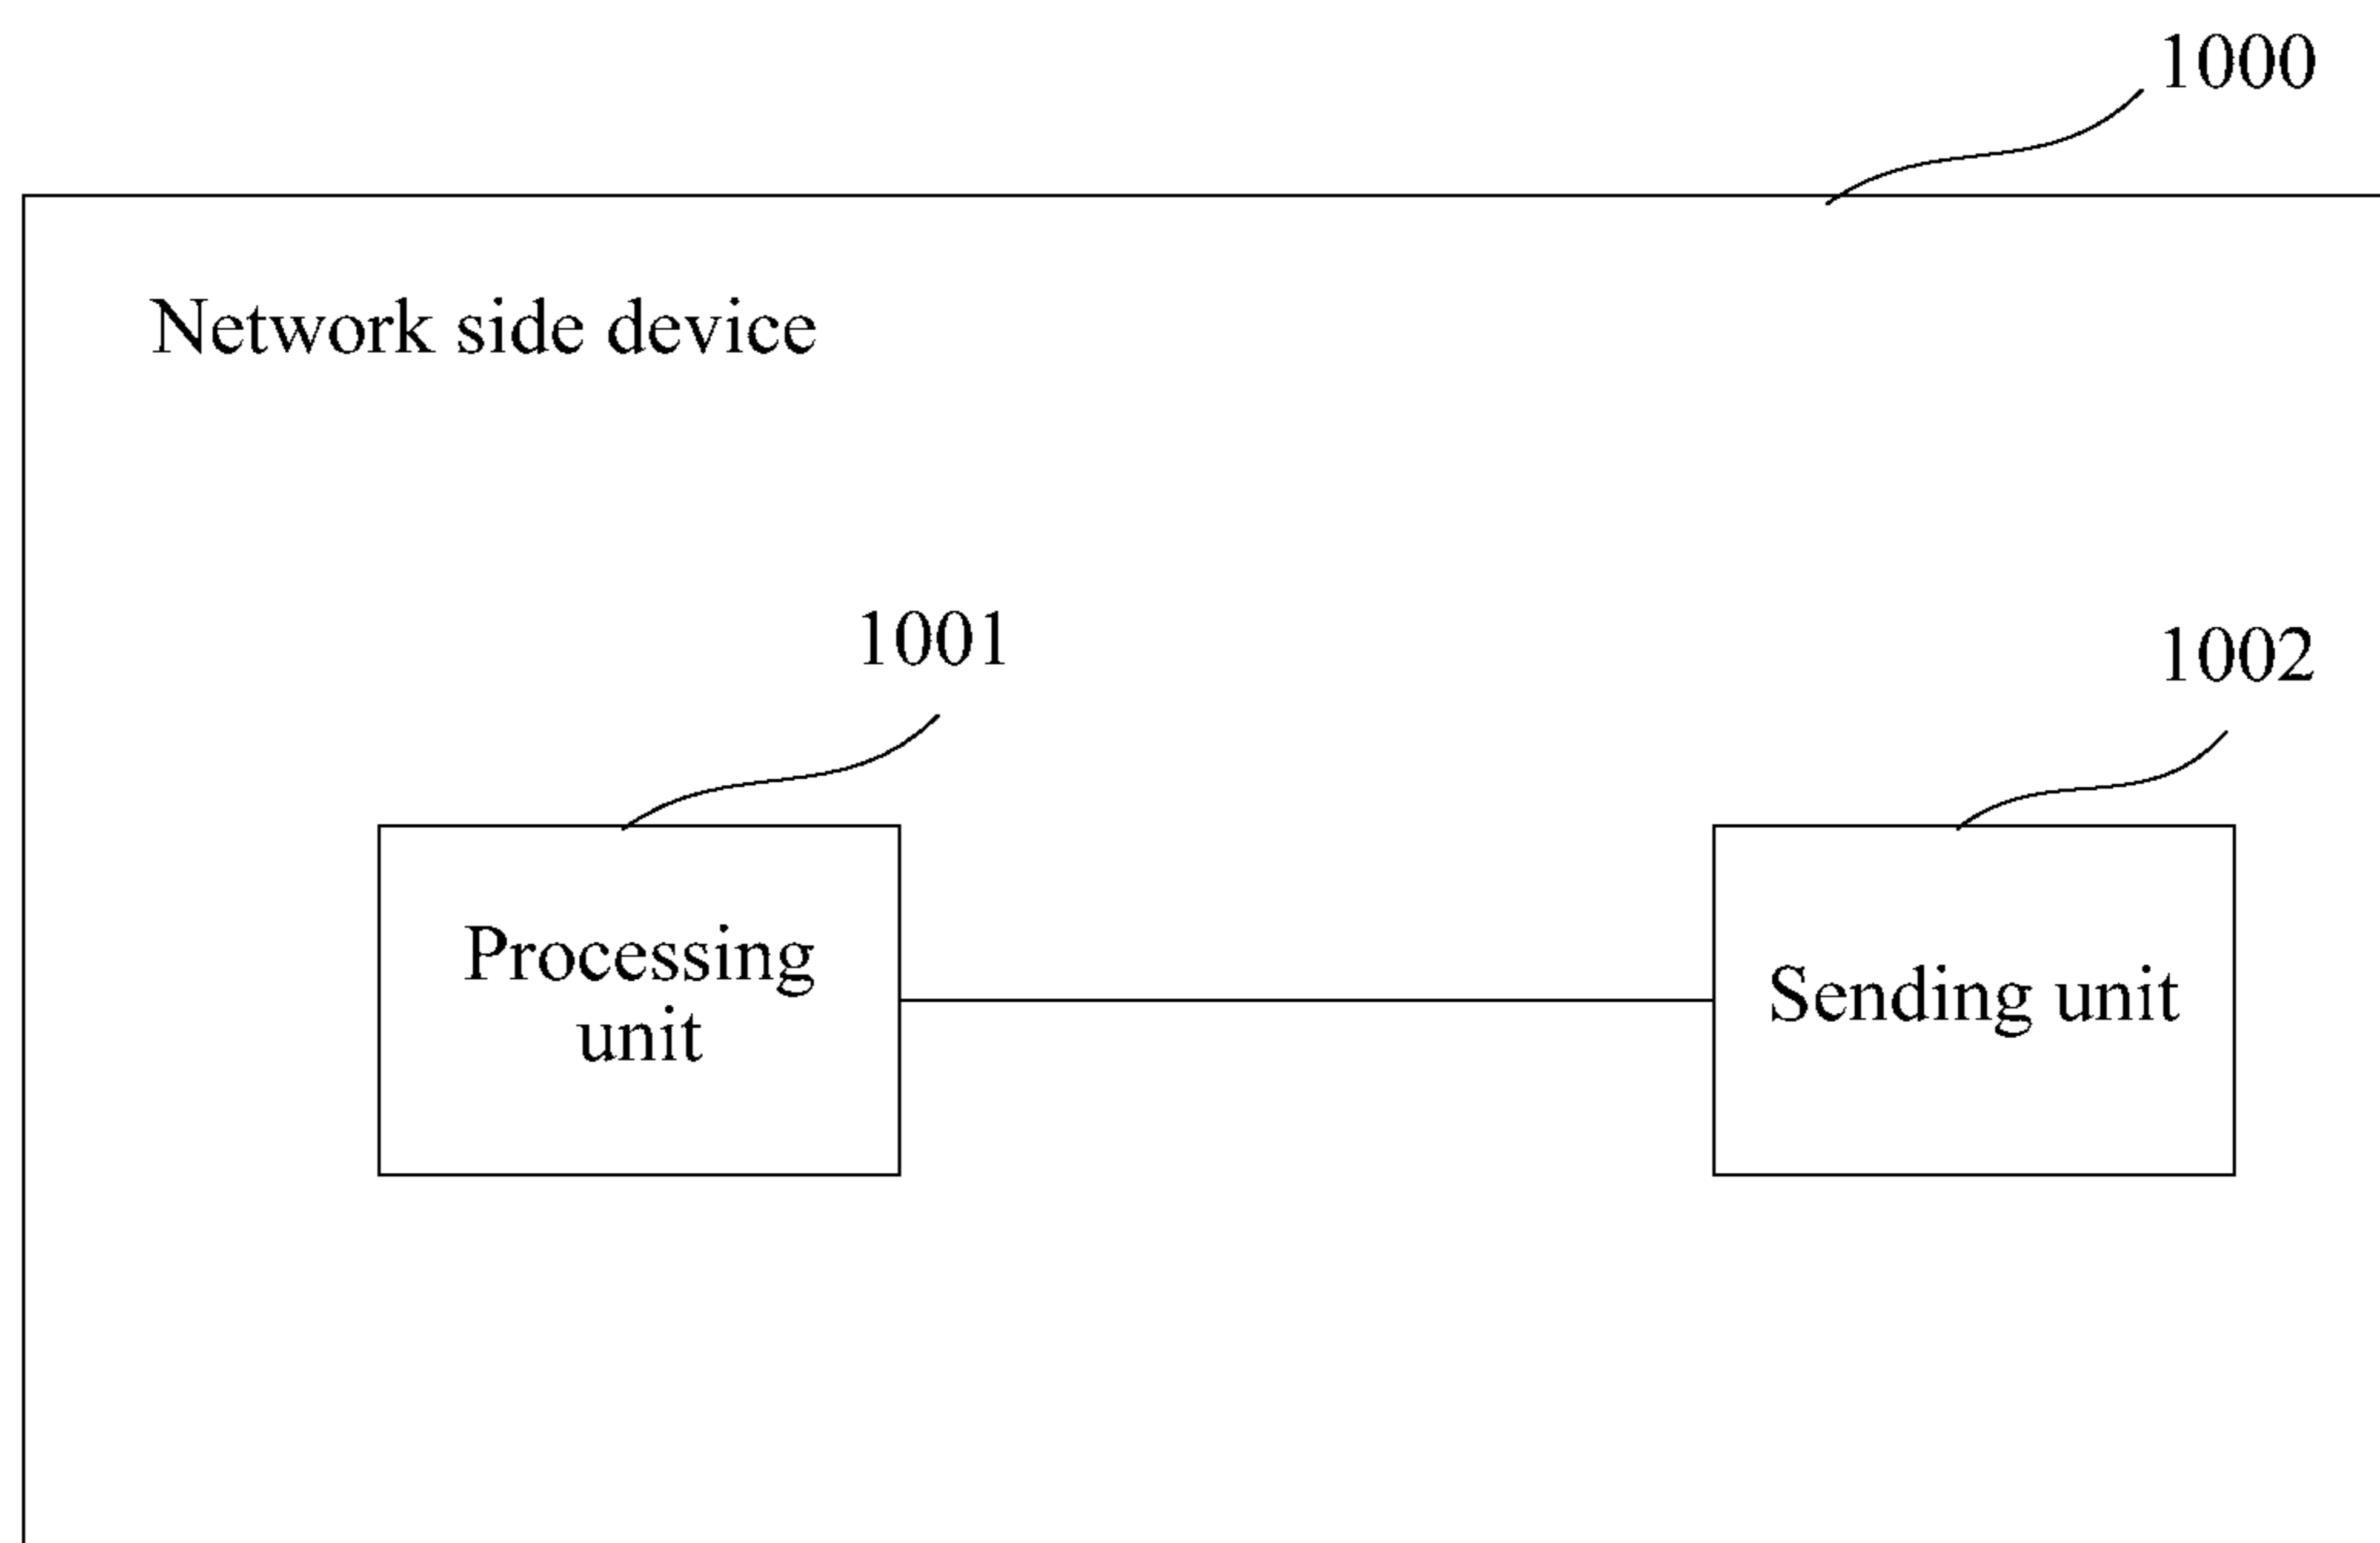 1000
Network side device
1001
1002
Processing
unit
Sending unit